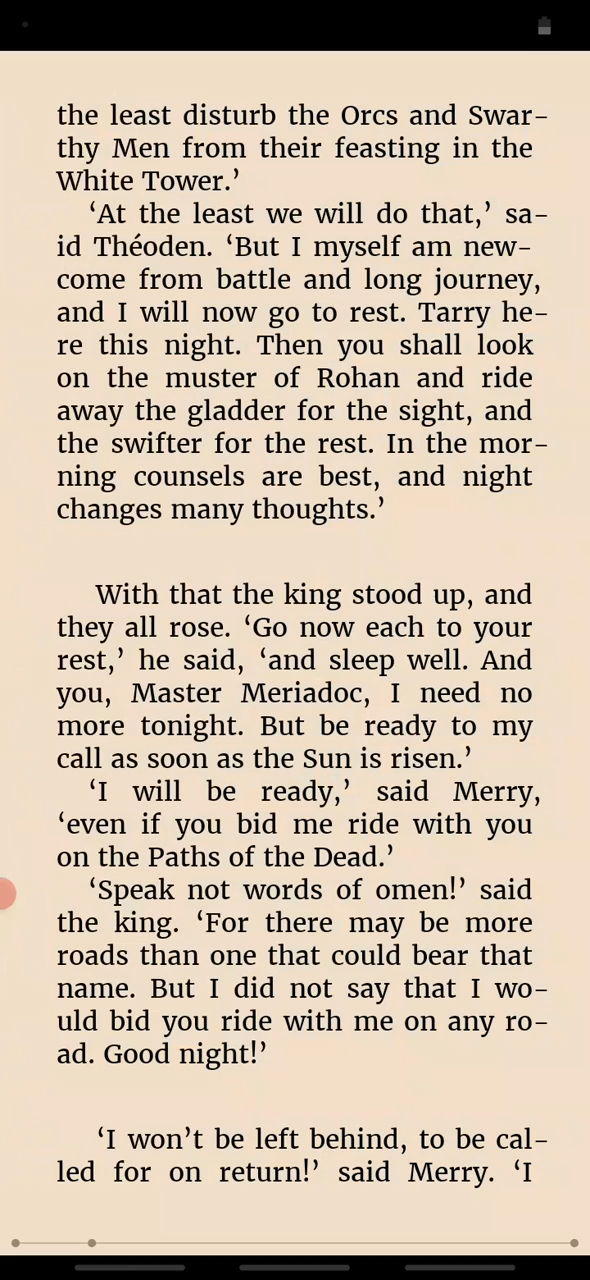 the least disturb the Orcs and Swar-
thy Men from their feasting in the
White Tower.’
‘At the least we will do that,’ sa-
id Théoden. ‘But I myself am new-
come from battle and long journey,
and I will now go to rest. Tarry he-
re this night. Then you shall look
on the muster of Rohan and ride
away the gladder for the sight, and
the swifter for the rest. In the mor-
ning counsels are best, and night
changes many thoughts.’
With that the king stood up, and
they all rose. ‘Go now each to your
rest,’ he said, ‘and sleep well. And
you, Master Meriadoc, I need no
more tonight. But be ready to my
call as soon as the Sun is risen.’
‘I will be ready,’ said Merry,
‘even if you bid me ride with you
on the Paths of the Dead.’
‘Speak not words of omen!’ said
the king. ‘For there may be more
roads than one that could bear that
name. But I did not say that I wo-
uld bid you ride with me on any ro-
ad. Good night!’
‘I won’t be left behind, to be cal-
led for on return!’ said Merry. ‘I